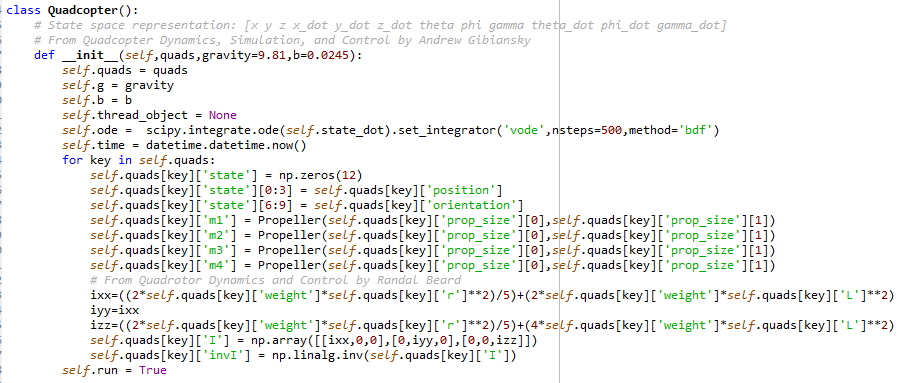 class Quadcopter():
    # State space representation: [x y z x_dot y_dot z_dot theta phi gamma theta_dot phi_dot gamma_dot]
    # From Quadcopter Dynamics, Simulation, and Control by Andrew Gibiansky
    def __init__(self,quads,gravity=9.81,b=0.0245):
        self.quads = quads
        self.g = gravity
        self.b = b
        self.thread_object = None
        self.ode =  scipy.integrate.ode(self.state_dot).set_integrator('vode',nsteps=500,method='bdf')
        self.time = datetime.datetime.now()
        for key in self.quads:
            self.quads[key]['state'] = np.zeros(12)
            self.quads[key]['state'][0:3] = self.quads[key]['position']
            self.quads[key]['state'][6:9] = self.quads[key]['orientation']
            self.quads[key]['m1'] = Propeller(self.quads[key]['prop_size'][0],self.quads[key]['prop_size'][1])
            self.quads[key]['m2'] = Propeller(self.quads[key]['prop_size'][0],self.quads[key]['prop_size'][1])
            self.quads[key]['m3'] = Propeller(self.quads[key]['prop_size'][0],self.quads[key]['prop_size'][1])
            self.quads[key]['m4'] = Propeller(self.quads[key]['prop_size'][0],self.quads[key]['prop_size'][1])
            # From Quadrotor Dynamics and Control by Randal Beard
            ixx=((2*self.quads[key]['weight']*self.quads[key]['r']**2)/5)+(2*self.quads[key]['weight']*self.quads[key]['L']**2)
            iyy=ixx
            izz=((2*self.quads[key]['weight']*self.quads[key]['r']**2)/5)+(4*self.quads[key]['weight']*self.quads[key]['L']**2)
            self.quads[key]['I'] = np.array([[ixx,0,0],[0,iyy,0],[0,0,izz]])
            self.quads[key]['invI'] = np.linalg.inv(self.quads[key]['I'])
        self.run = True